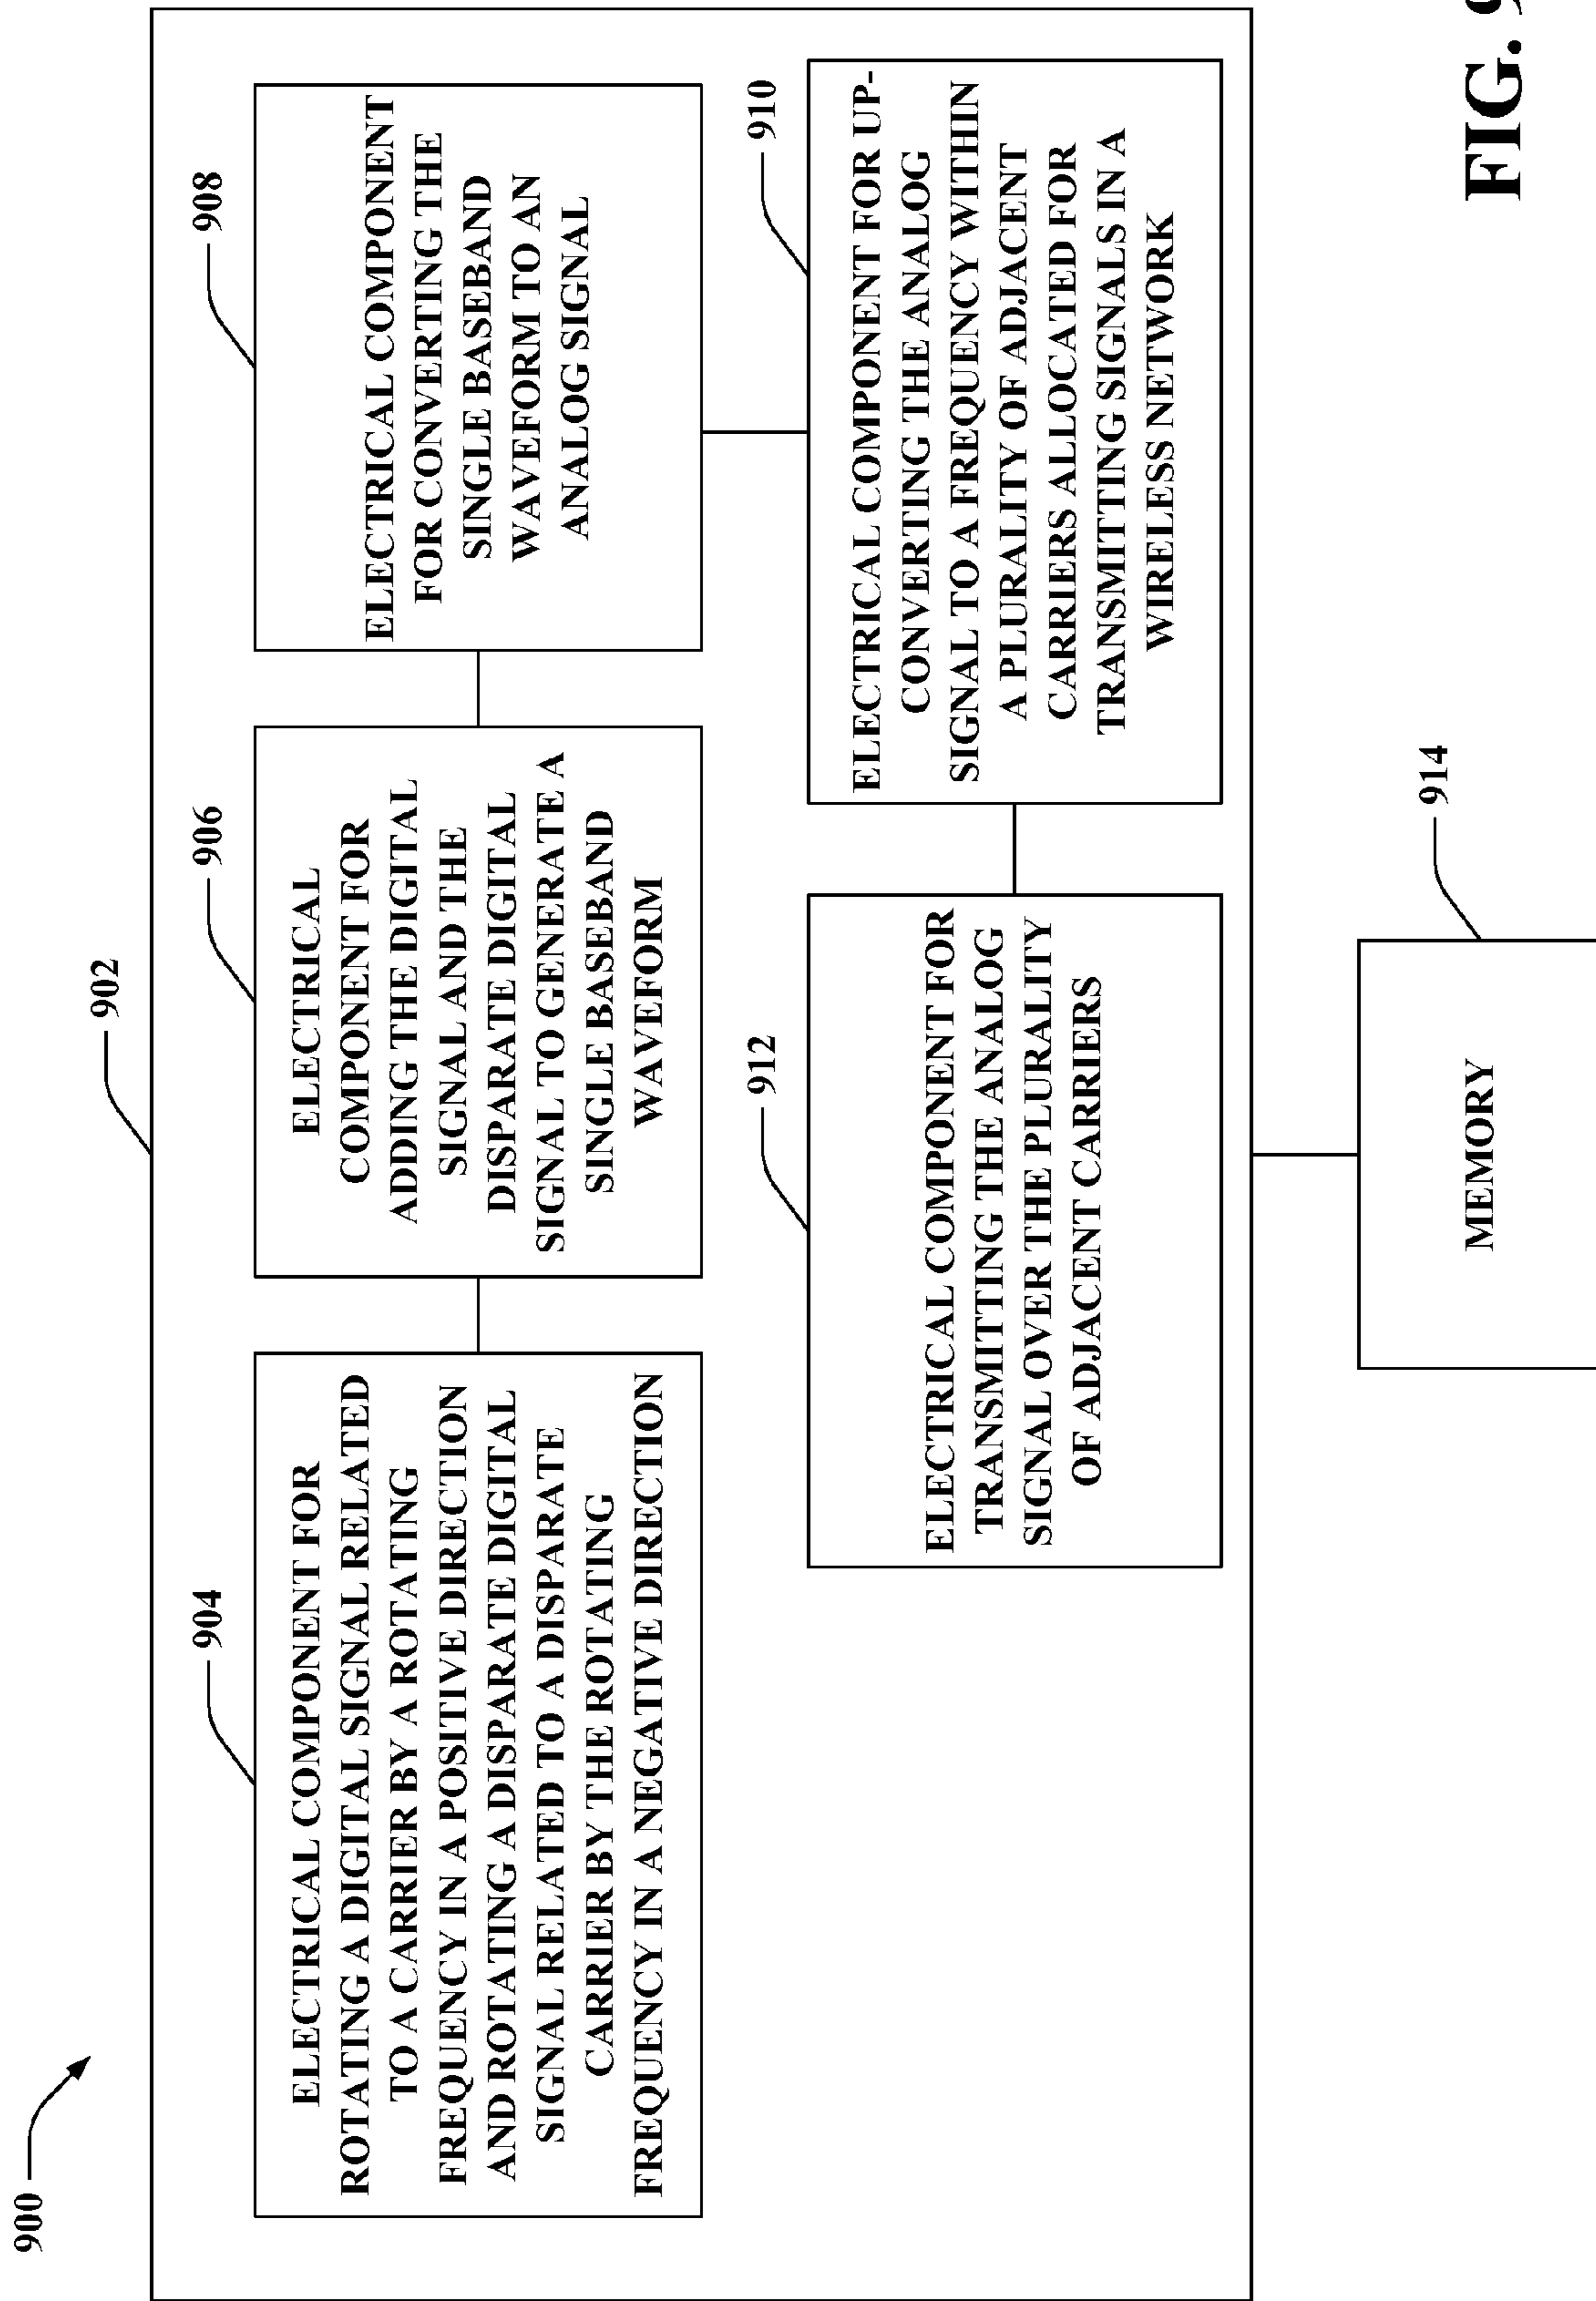 900
902
904
ELECTRICAL COMPONENT FOR
ROTATING A DIGITAL SIGNAL RELATED
TO A CARRIER BY A ROTATING
FREQUENCY IN A POSITIVE DIRECTION
AND ROTATING A DISPARATE DIGITAL
SIGNAL RELATED TO A DISPARATE
CARRIER BY THE ROTATING
FREQUENCY IN A NEGATIVE DIRECTION
906
ELECTRICAL
COMPONENT FOR
ADDING THE DIGITAL
SIGNAL AND THE
DISPARATE DIGITAL
SIGNAL TO GENERATE A
SINGLE BASEBAND
WAVEFORM
908
ELECTRICAL COMPONENT
FOR CONVERTING THE
SINGLE BASEBAND
WAVEFORM TO AN
ANALOG SIGNAL
912
ELECTRICAL COMPONENT FOR
TRANSMITTING THE ANALOG
SIGNAL OVER THE PLURALITY
OF ADJACENT CARRIERS
910
ELECTRICAL COMPONENT FOR UP-
CONVERTING THE ANALOG
SIGNAL TO A FREQUENCY WITHIN
A PLURALITY OF ADJACENT
CARRIERS ALLOCATED FOR
TRANSMITTING SIGNALS IN A
WIRELESS NETWORK
914
MEMORY
FIG. 9